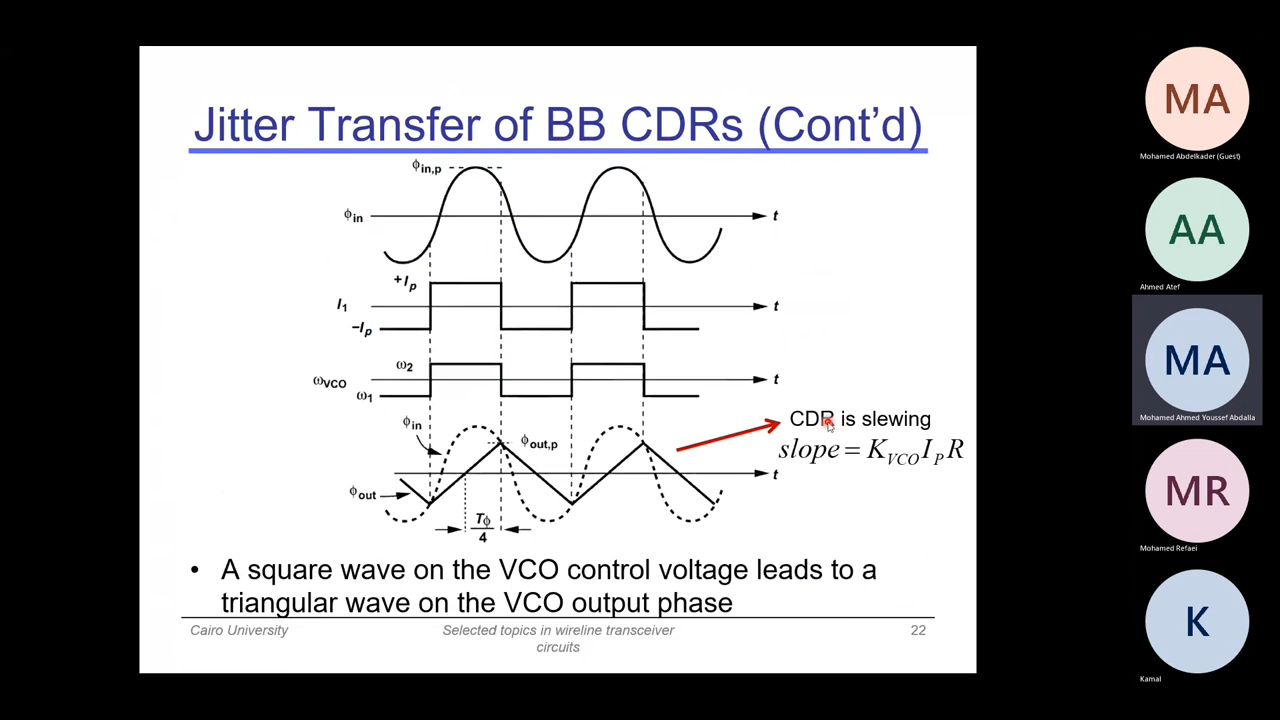 Jitter Transfer of BB CDRs (Cont'd)
ϕin,p
ϕin
t
+Ip
I1
t
−Ip
ω2
ωVCO
t
ω1
ϕin
ϕout,p
CDR is slewing
slope = KVCO IP R
t
ϕout
Tϕ
4
• A square wave on the VCO control voltage leads to a
triangular wave on the VCO output phase
Cairo University
Selected topics in wireline transceiver
circuits
22
MA
Mohamed Abdelkader (Guest)
AA
Ahmed Atef
MA
Mohamed Ahmed Youssef Abdalla
MR
Mohamed Refaei
K
Kamal